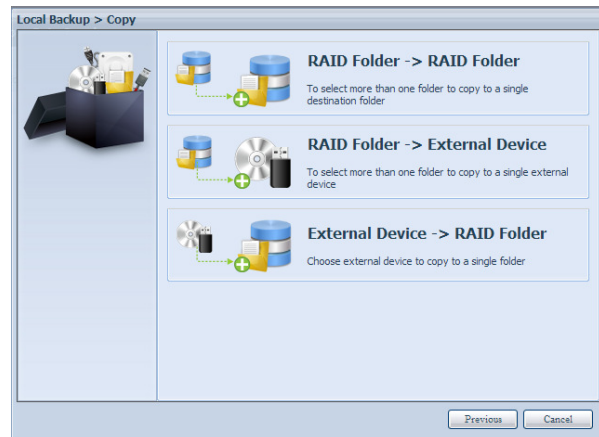 Local Backup > Copy
RAID Folder -> RAID Folder
To select more than one folder to copy to a single
destination folder
RAID Folder -> External Device
To select more than one folder to copy to a single external
device
External Device -> RAID Folder
Choose external device to copy to a single folder
Previous
Cancel